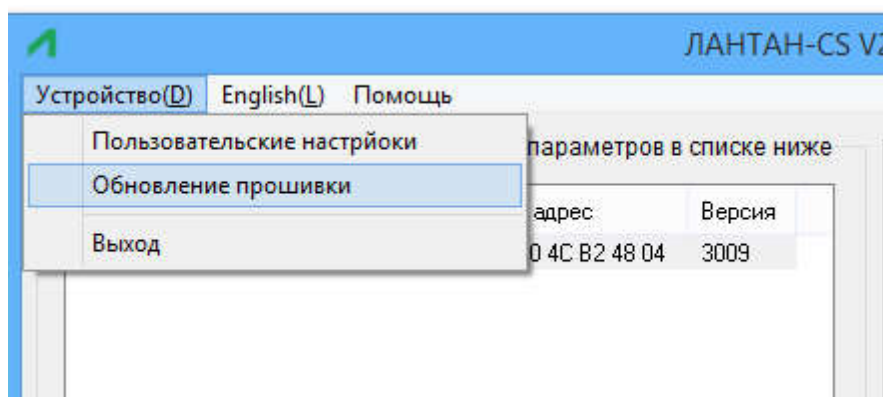 ЛАНТАН-CS V2
Устройство(D) English(L) Помощь
Пользовательские настрйоки
параметров в списке ниже
Обновление прошивки
адрес Версия
Выход
0 4C B2 48 04 3009